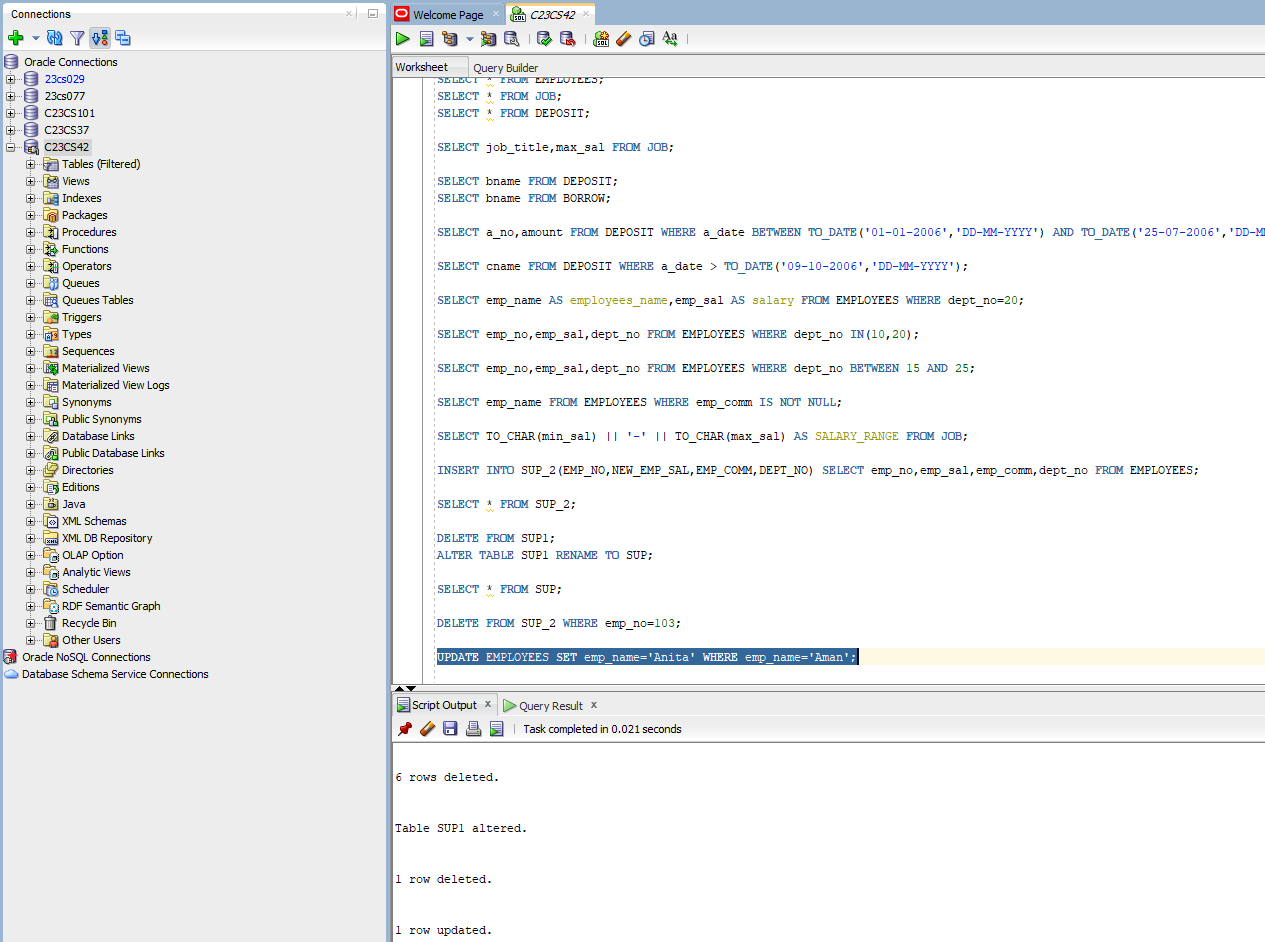 Connections
Oracle Connections
23cs029
23cs077
C23CS101
C23CS37
C23CS42
Tables (Filtered)
Views
Indexes
Packages
Procedures
Functions
Operators
Queues
Queues Tables
Triggers
Types
Sequences
Materialized Views
Materialized View Logs
Synonyms
Public Synonyms
Database Links
Public Database Links
Directories
Editions
Java
XML Schemas
XML DB Repository
OLAP Option
Analytic Views
Scheduler
RDF Semantic Graph
Recycle Bin
Other Users
Oracle NoSQL Connections
Database Schema Service Connections
Welcome Page
C23CS42
Worksheet Query Builder
SELECT * FROM EMPLOYEES;
SELECT * FROM JOB;
SELECT * FROM DEPOSIT;
SELECT job_title,max_sal FROM JOB;
SELECT bname FROM DEPOSIT;
SELECT bname FROM BORROW;
SELECT a_no,amount FROM DEPOSIT WHERE a_date BETWEEN TO_DATE('01-01-2006','DD-MM-YYYY') AND TO_DATE('25-07-2006','DD-M
SELECT cname FROM DEPOSIT WHERE a_date > TO_DATE('09-10-2006','DD-MM-YYYY');
SELECT emp_name AS employees_name,emp_sal AS salary FROM EMPLOYEES WHERE dept_no=20;
SELECT emp_no,emp_sal,dept_no FROM EMPLOYEES WHERE dept_no IN(10,20);
SELECT emp_no,emp_sal,dept_no FROM EMPLOYEES WHERE dept_no BETWEEN 15 AND 25;
SELECT emp_name FROM EMPLOYEES WHERE emp_comm IS NOT NULL;
SELECT TO_CHAR(min_sal) || '-' || TO_CHAR(max_sal) AS SALARY_RANGE FROM JOB;
INSERT INTO SUP_2(EMP_NO,NEW_EMP_SAL,EMP_COMM,DEPT_NO) SELECT emp_no,emp_sal,emp_comm,dept_no FROM EMPLOYEES;
SELECT * FROM SUP_2;
DELETE FROM SUP1;
ALTER TABLE SUP1 RENAME TO SUP;
SELECT * FROM SUP;
DELETE FROM SUP_2 WHERE emp_no=103;
UPDATE EMPLOYEES SET emp_name='Anita' WHERE emp_name='Aman';
Script Output Query Result
Task completed in 0.021 seconds
6 rows deleted.
Table SUP1 altered.
1 row deleted.
1 row updated.